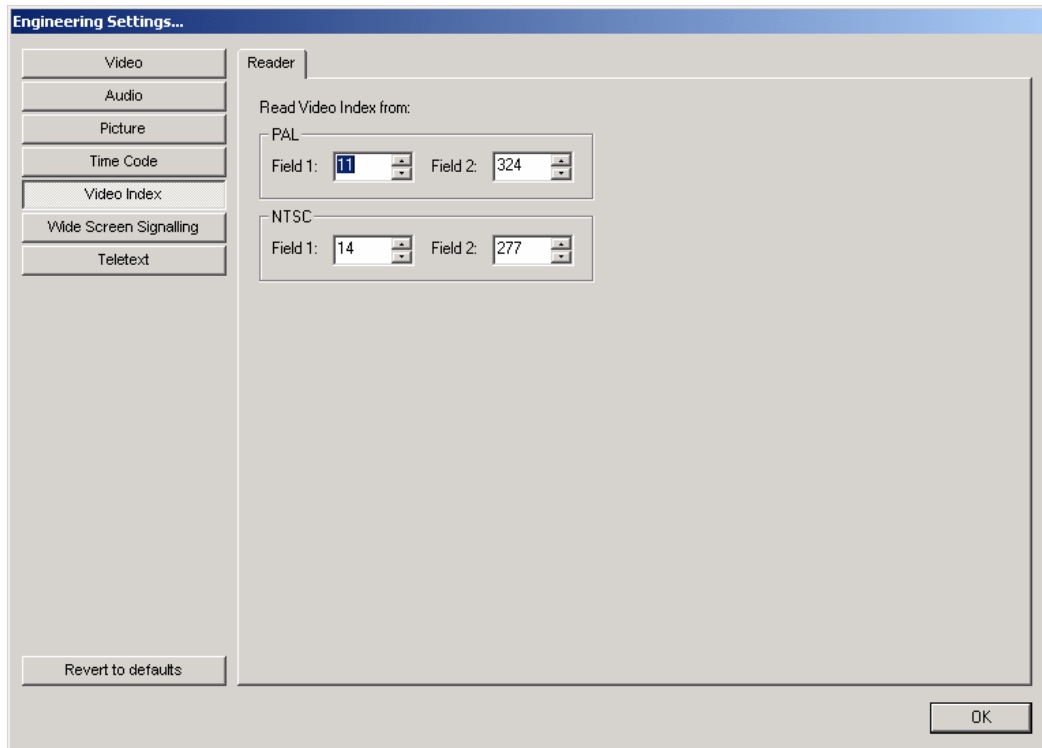 Engineering Settings...
Video
Audio
Picture
Time Code
Video Index
Wide Screen Signalling
Teletext
Revert to defaults
Reader
Read Video Index from:
PAL
Field 1: 11 Field 2: 324
NTSC
Field 1: 14 Field 2: 277
OK